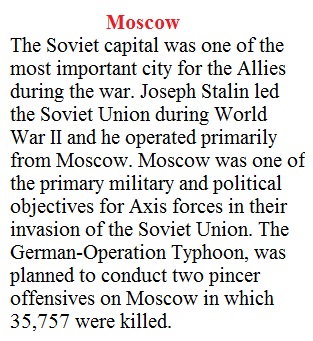 Moscow
The Soviet capital was one of the
most important city for the Allies
during the war. Joseph Stalin led
the Soviet Union during World
War II and he operated primarily
from Moscow. Moscow was one of
the primary military and political
objectives for Axis forces in their
invasion of the Soviet Union. The
German-Operation Typhoon, was
planned to conduct two pincer
offensives on Moscow in which
35,757 were killed.